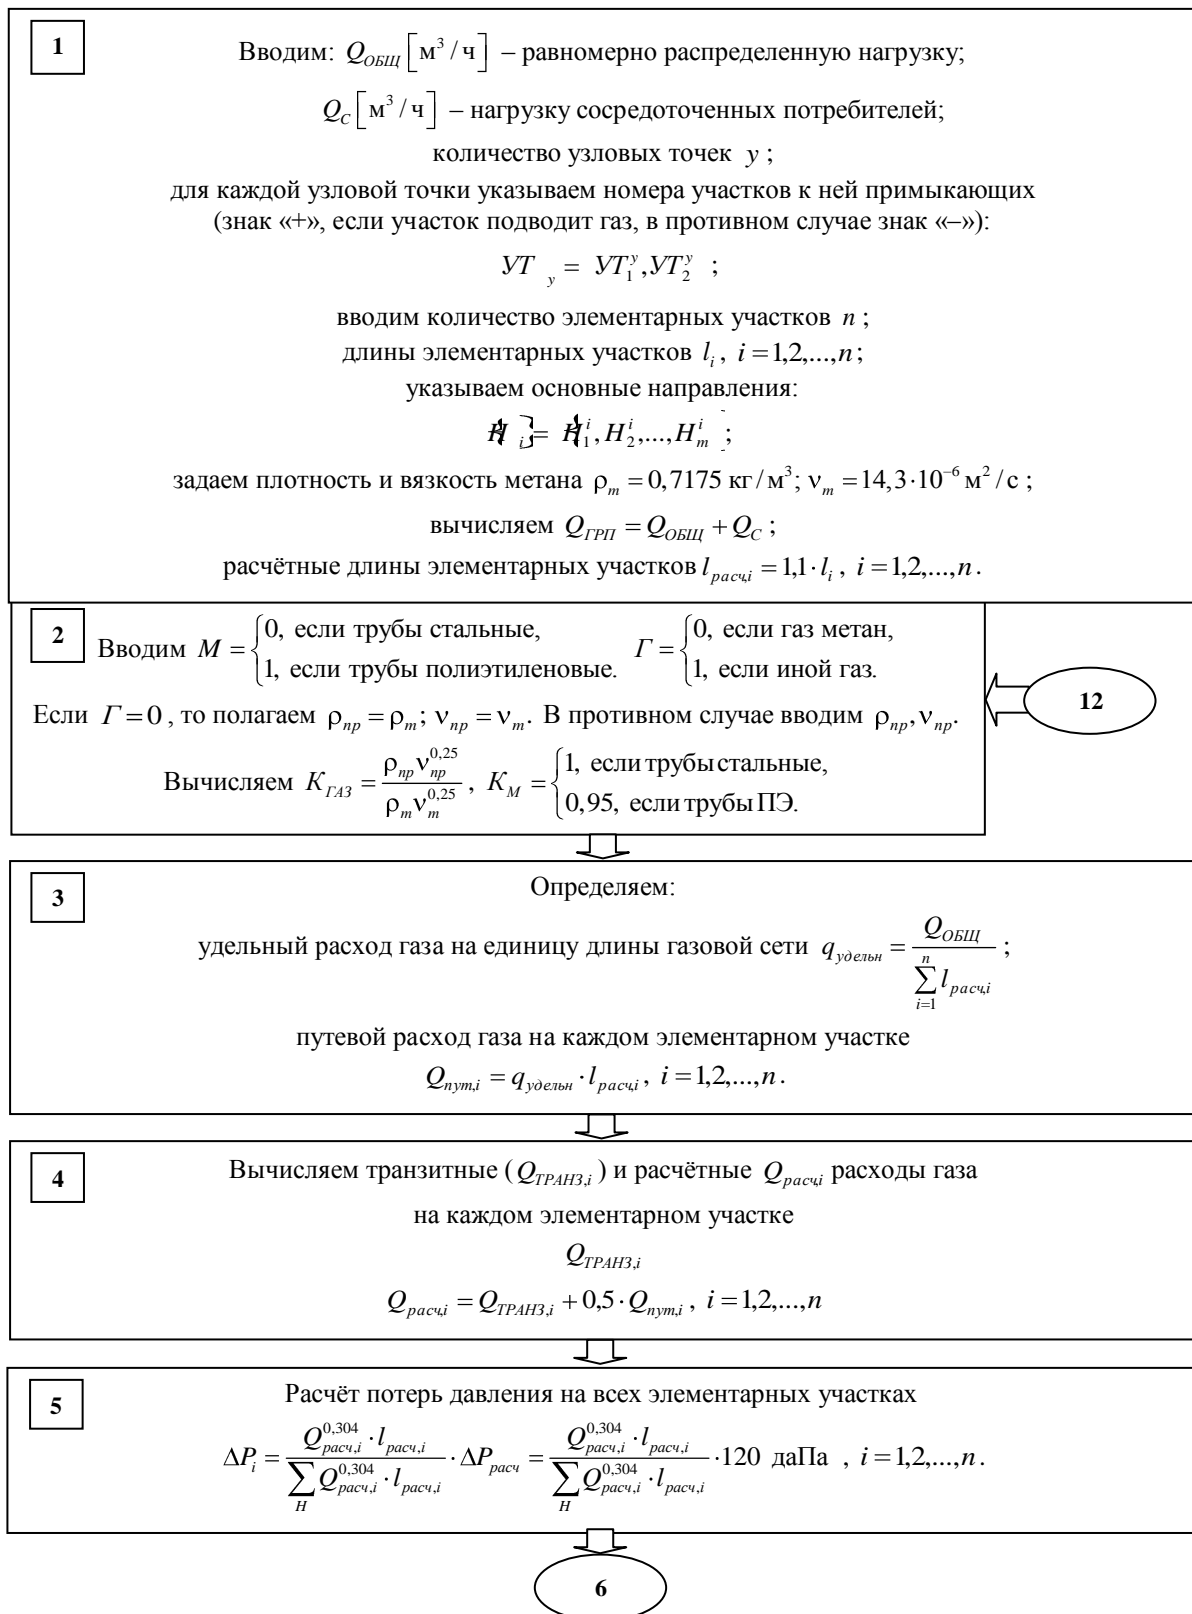 1
Вводим: Q_ОБЩ [м³/ч] – равномерно распределенную нагрузку;
Q_С [м³/ч] – нагрузку сосредоточенных потребителей;
количество узловых точек y ;
для каждой узловой точки указываем номера участков к ней примыкающих
(знак «+», если участок подводит газ, в противном случае знак «–»):
УТ_y = УТ_1^y, УТ_2^y ;
вводим количество элементарных участков n ;
длины элементарных участков l_i , i = 1,2,...,n ;
указываем основные направления:
{H_i} = {H_1^i, H_2^i,..., H_m^i};
задаем плотность и вязкость метана ρ_m = 0,7175 кг/м³; ν_m = 14,3·10⁻⁶ м²/с ;
вычисляем Q_ГРП = Q_ОБЩ + Q_С ;
расчётные длины элементарных участков l_расч,i = 1,1·l_i , i = 1,2,...,n .
2
Вводим M = {0, если трубы стальные, 1, если трубы полиэтиленовые. Г = {0, если газ метан, 1, если иной газ.
12
Если Г = 0 , то полагаем ρ_пр = ρ_m; ν_пр = ν_m. В противном случае вводим ρ_пр, ν_пр.
Вычисляем K_ГАЗ = ρ_пр ν_пр^0,25 / ρ_m ν_m^0,25 , K_М = {1, если трубы стальные, 0,95, если трубы ПЭ.
3
Определяем:
удельный расход газа на единицу длины газовой сети q_удельн = Q_ОБЩ / ∑_{i=1}^{n} l_расч,i ;
путевой расход газа на каждом элементарном участке
Q_пут,i = q_удельн · l_расч,i , i = 1,2,...,n .
4
Вычисляем транзитные (Q_ТРАНЗ,i) и расчётные Q_расч,i расходы газа
на каждом элементарном участке
Q_ТРАНЗ,i
Q_расч,i = Q_ТРАНЗ,i + 0,5 · Q_пут,i , i = 1,2,...,n
5
Расчёт потерь давления на всех элементарных участках
ΔP_i = Q_расч,i^0,304 · l_расч,i / ∑_H Q_расч,i^0,304 · l_расч,i · ΔP_расч = Q_расч,i^0,304 · l_расч,i / ∑_H Q_расч,i^0,304 · l_расч,i · 120 даПа , i = 1,2,...,n .
6